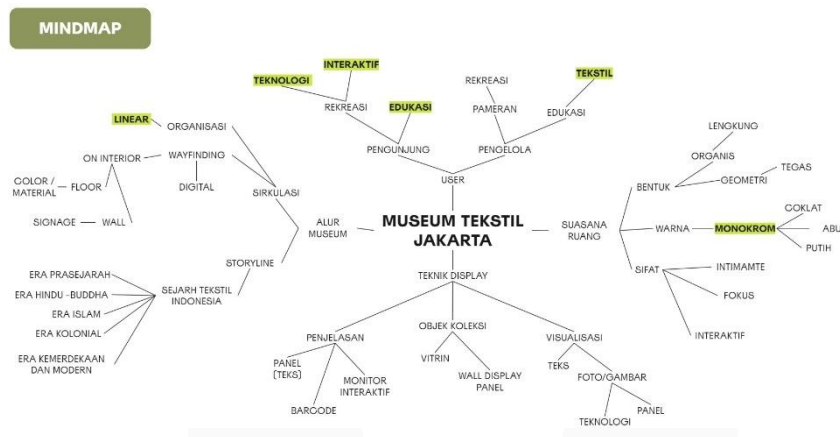 MINDMAP
INTERAKTIF
TEKNOLOGI
REKREASI
EDUKASI
PENGUNJUNG
REKREASI
PAMERAN
TEKSTIL
EDUKASI
PENGELOLA
USER
LINEAR
ORGANISASI
ON INTERIOR
WAYFINDING
COLOR /
MATERIAL
FLOOR
DIGITAL
SIRKULASI
SIGNAGE
WALL
ALUR
MUSEUM
STORYLINE
ERA PRASEJARAH
ERA HINDU -BUDDHA
ERA ISLAM
ERA KOLONIAL
ERA KEMERDEKAAN
DAN MODERN
SEJARH TEKSTIL
INDONESIA
MUSEUM TEKSTIL
JAKARTA
SUASANA
RUANG
LENGKUNG
ORGANIS
BENTUK
GEOMETRI
TEGAS
WARNA
MONOKROM
COKLAT
ABU
PUTIH
SIFAT
INTIMAMTE
FOKUS
INTERAKTIF
TEKNIK DISPLAY
PENJELASAN
PANEL
(TEKS)
BARCODE
MONITOR
INTERAKTIF
OBJEK KOLEKSI
VITRIN
WALL DISPLAY
PANEL
VISUALISASI
TEKS
FOTO/GAMBAR
TEKNOLOGI
PANEL